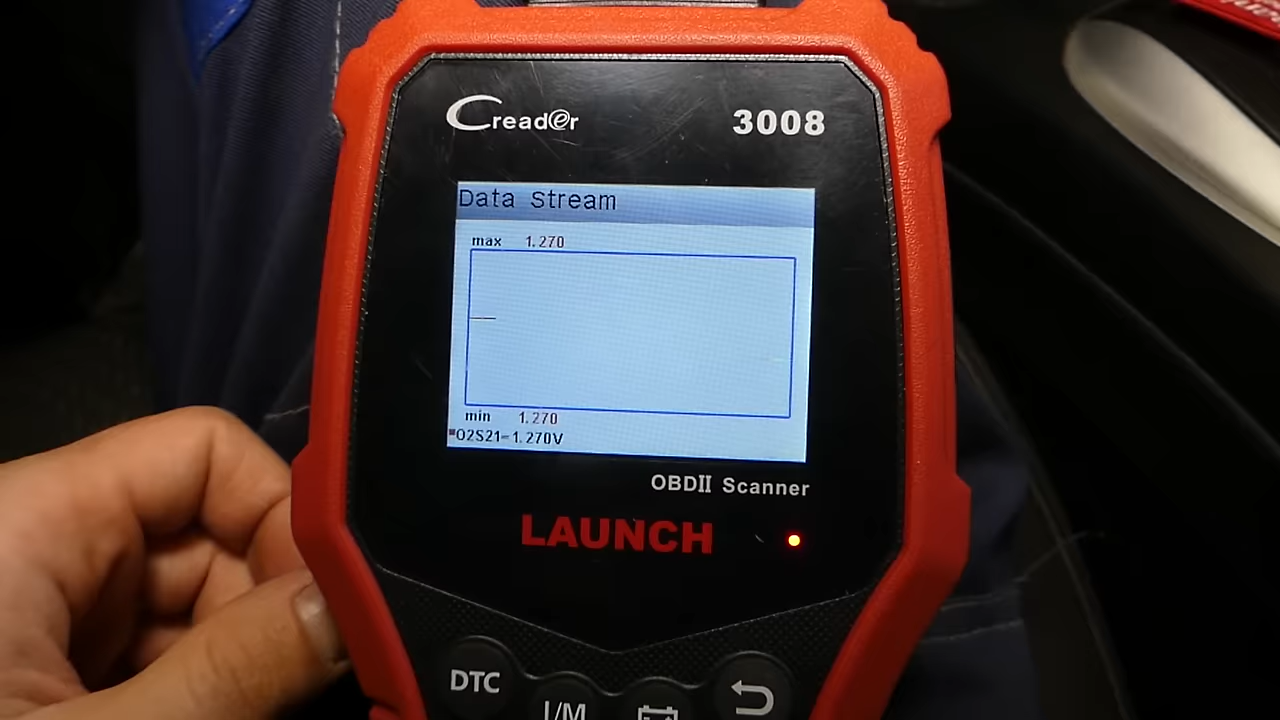 Creader
3008
Data Stream
max 1.270
min 1.270
O2S21=1.270V
OBDII Scanner
LAUNCH
DTC
I/M